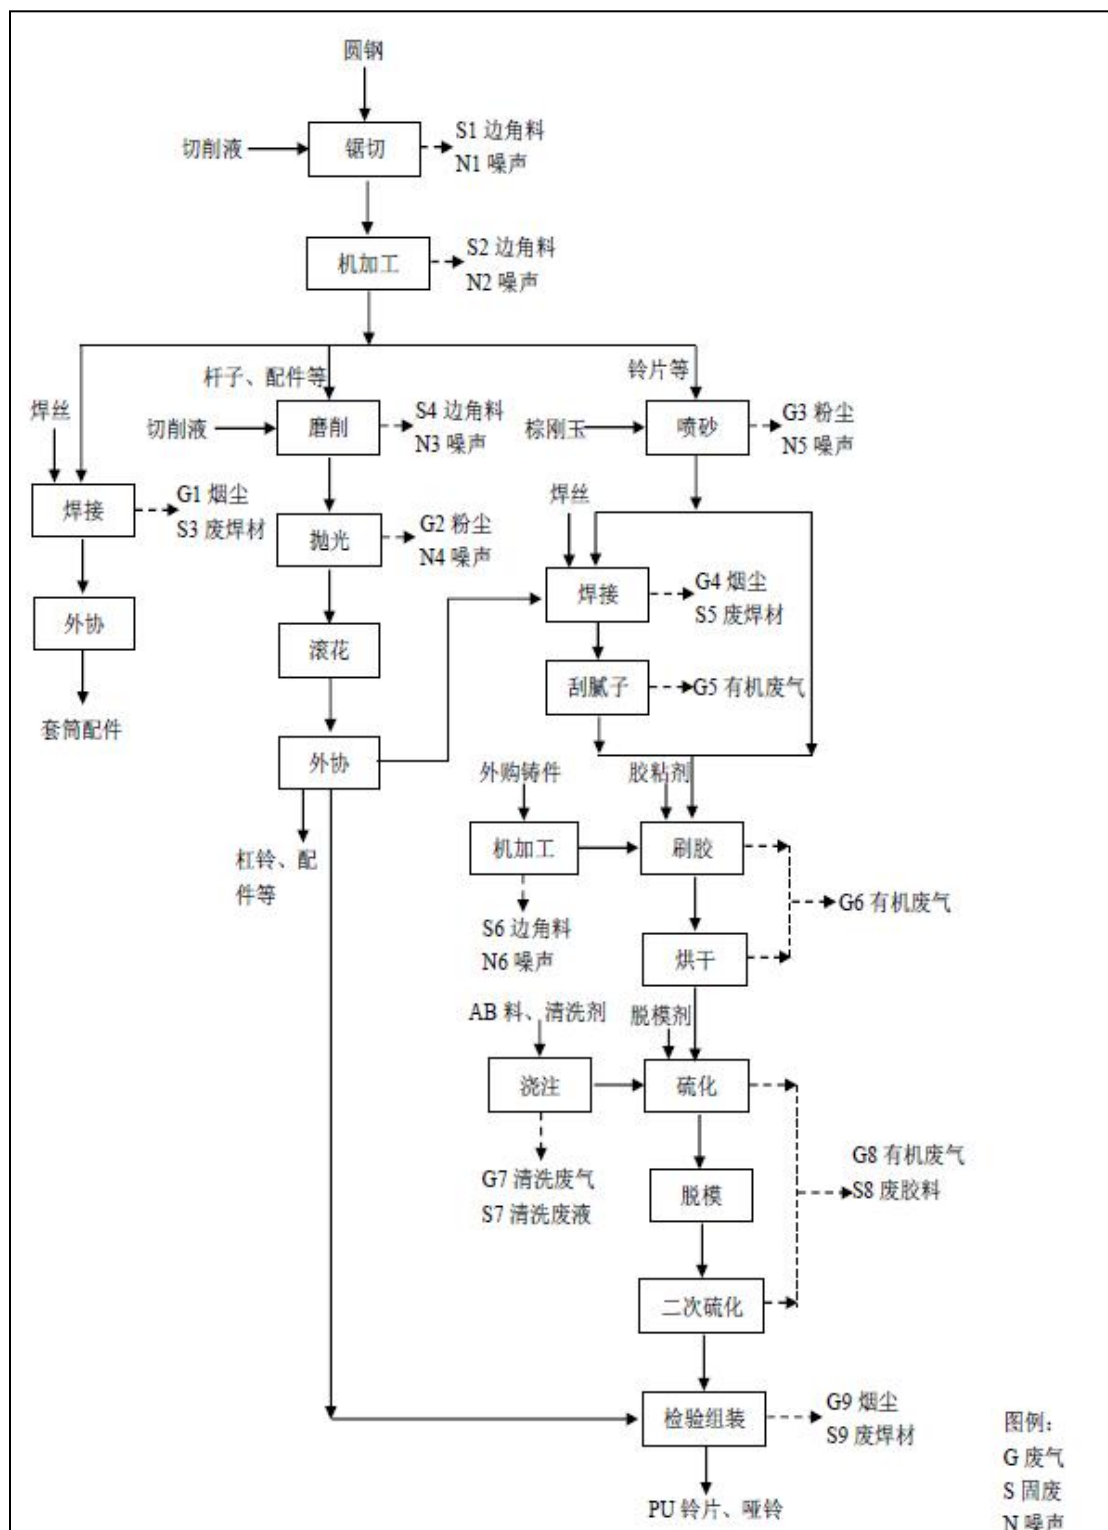 圆钢
切削液
锯切
S1 边角料
N1 噪声
机加工
S2 边角料
N2 噪声
杆子、配件等
铃片等
焊丝
切削液
磨削
S4 边角料
N3 噪声
棕刚玉
喷砂
G3 粉尘
N5 噪声
焊接
G1 烟尘
S3 废焊材
抛光
G2 粉尘
N4 噪声
焊丝
焊接
G4 烟尘
S5 废焊材
外协
滚花
刮腻子
G5 有机废气
套筒配件
外协
外购铸件
胶粘剂
机加工
刷胶
杠铃、配
件等
G6 有机废气
S6 边角料
N6 噪声
烘干
AB 料、清洗剂
脱模剂
浇注
硫化
G7 清洗废气
S7 清洗废液
G8 有机废气
S8 废胶料
脱模
二次硫化
检验组装
G9 烟尘
S9 废焊材
PU 铃片、哑铃
图例:
G 废气
S 固废
N 噪声